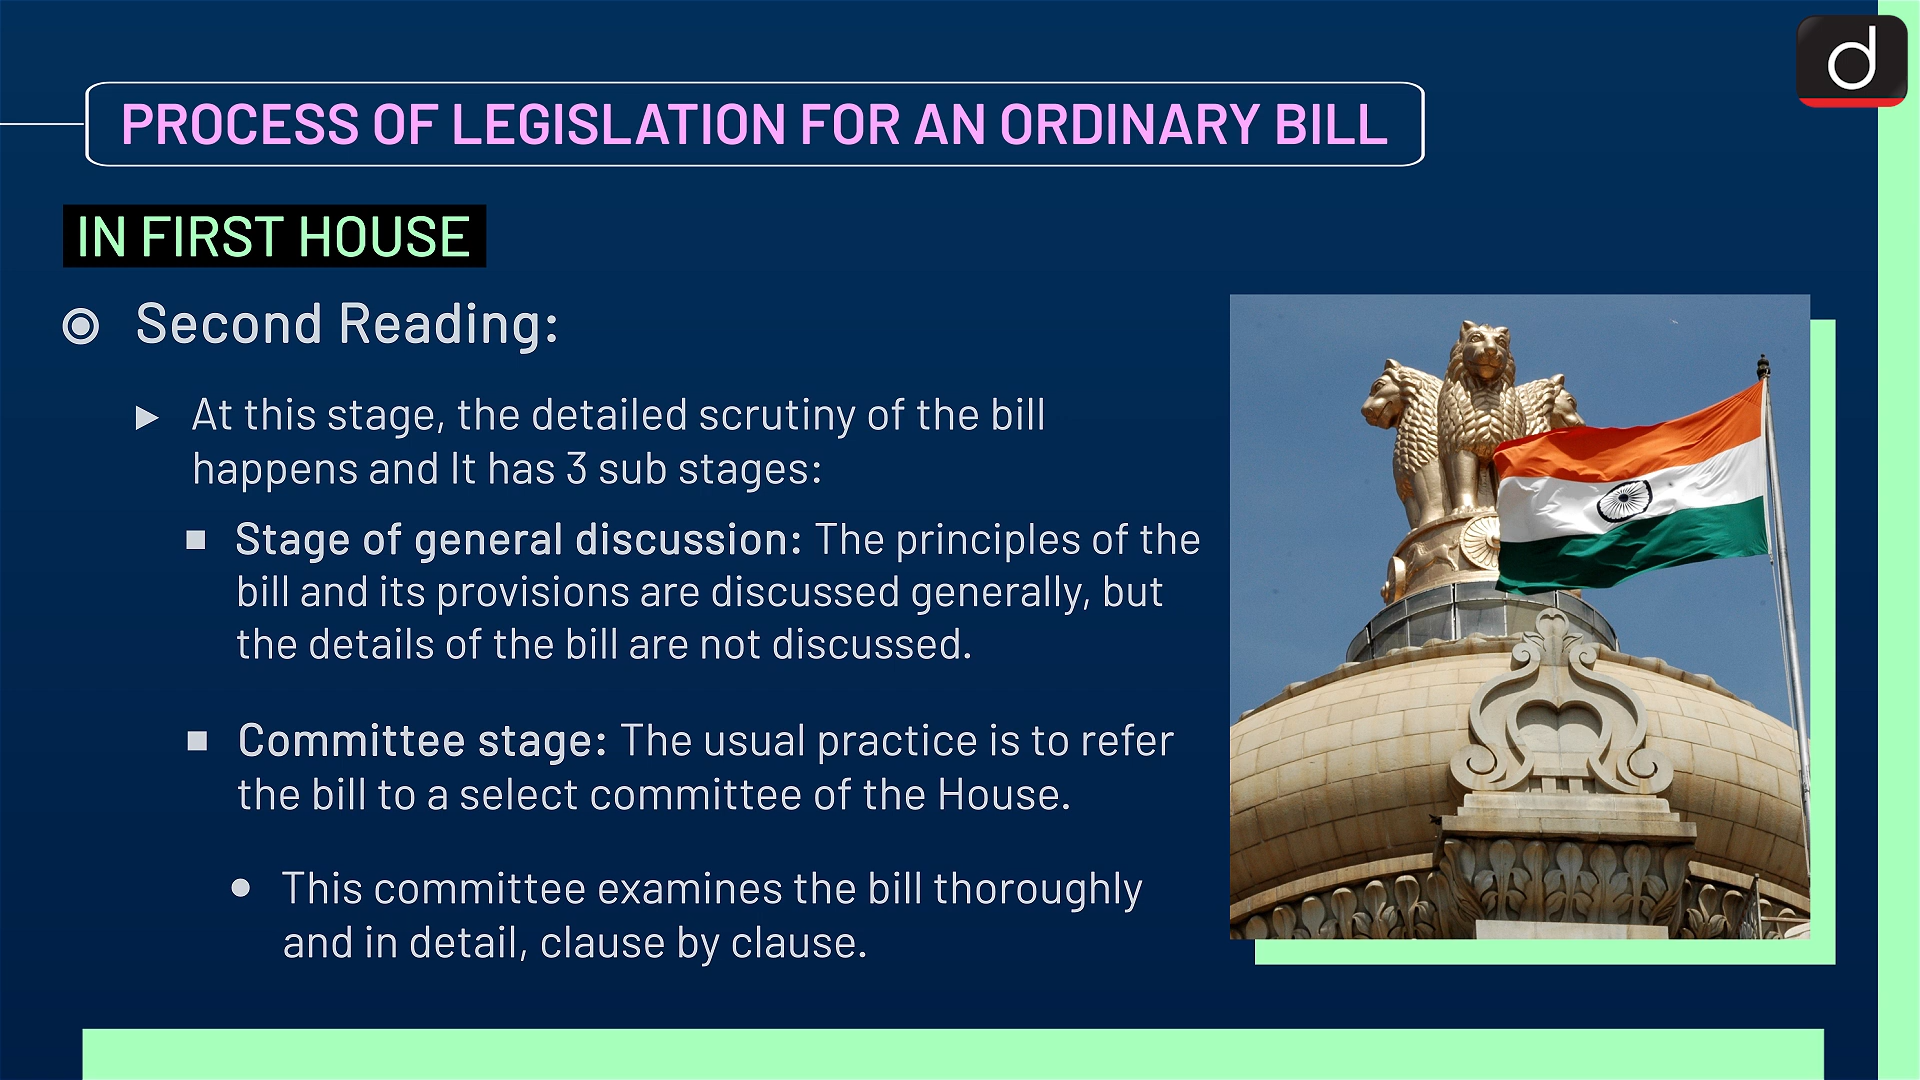 d
PROCESS OF LEGISLATION FOR AN ORDINARY BILL
IN FIRST HOUSE
Second Reading:
At this stage, the detailed scrutiny of the bill
happens and It has 3 sub stages:
Stage of general discussion: The principles of the
bill and its provisions are discussed generally, but
the details of the bill are not discussed.
Committee stage: The usual practice is to refer
the bill to a select committee of the House.
This committee examines the bill thoroughly
and in detail, clause by clause.